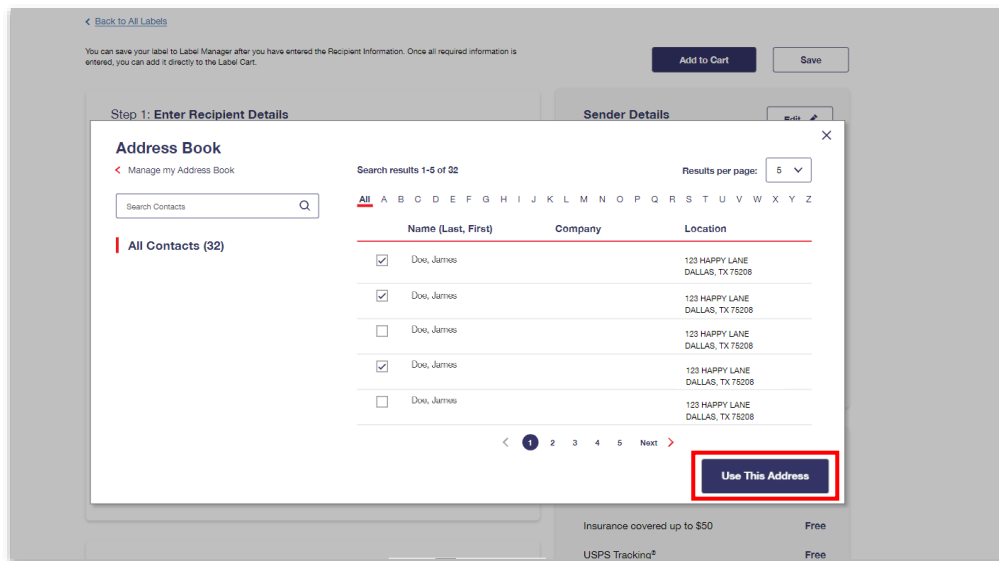 Back to All Labels
You can save your label to Label Manager after you have entered the Recipient Information. Once all required information is
entered, you can add it directly to the Label Cart.
Add to Cart
Save
Step 1: Enter Recipient Details
Sender Details
Edit
Address Book
Manage my Address Book
Search results 1-5 of 32
Results per page:
5
Search Contacts
All A B C D E F G H I J K L M N O P Q R S T U V W X Y Z
All Contacts (32)
Name (Last, First) Company Location
Doe, James
123 HAPPY LANE
DALLAS, TX 75208
Doe, James
123 HAPPY LANE
DALLAS, TX 75208
Doe, James
123 HAPPY LANE
DALLAS, TX 75208
Doe, James
123 HAPPY LANE
DALLAS, TX 75208
Doe, James
123 HAPPY LANE
DALLAS, TX 75208
1 2 3 4 5 Next
Use This Address
Insurance covered up to $50 Free
USPS Tracking® Free